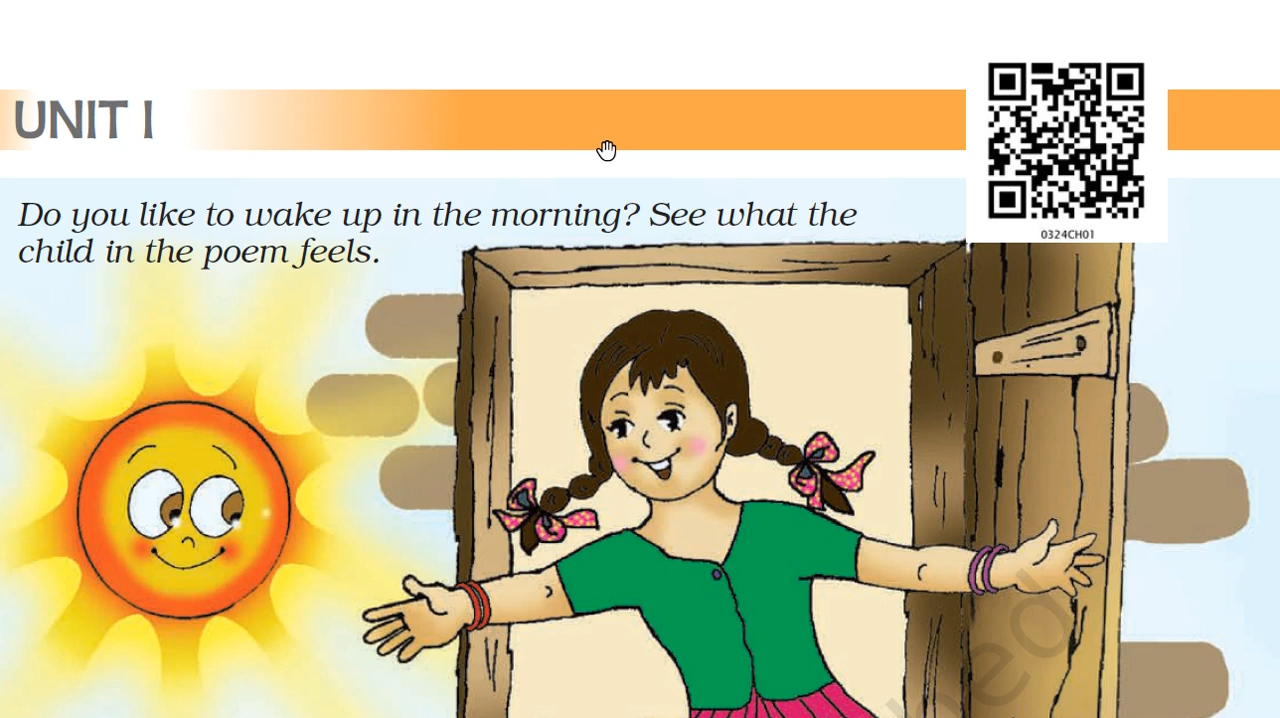 UNIT I
0324CH01
Do you like to wake up in the morning? See what the
child in the poem feels.